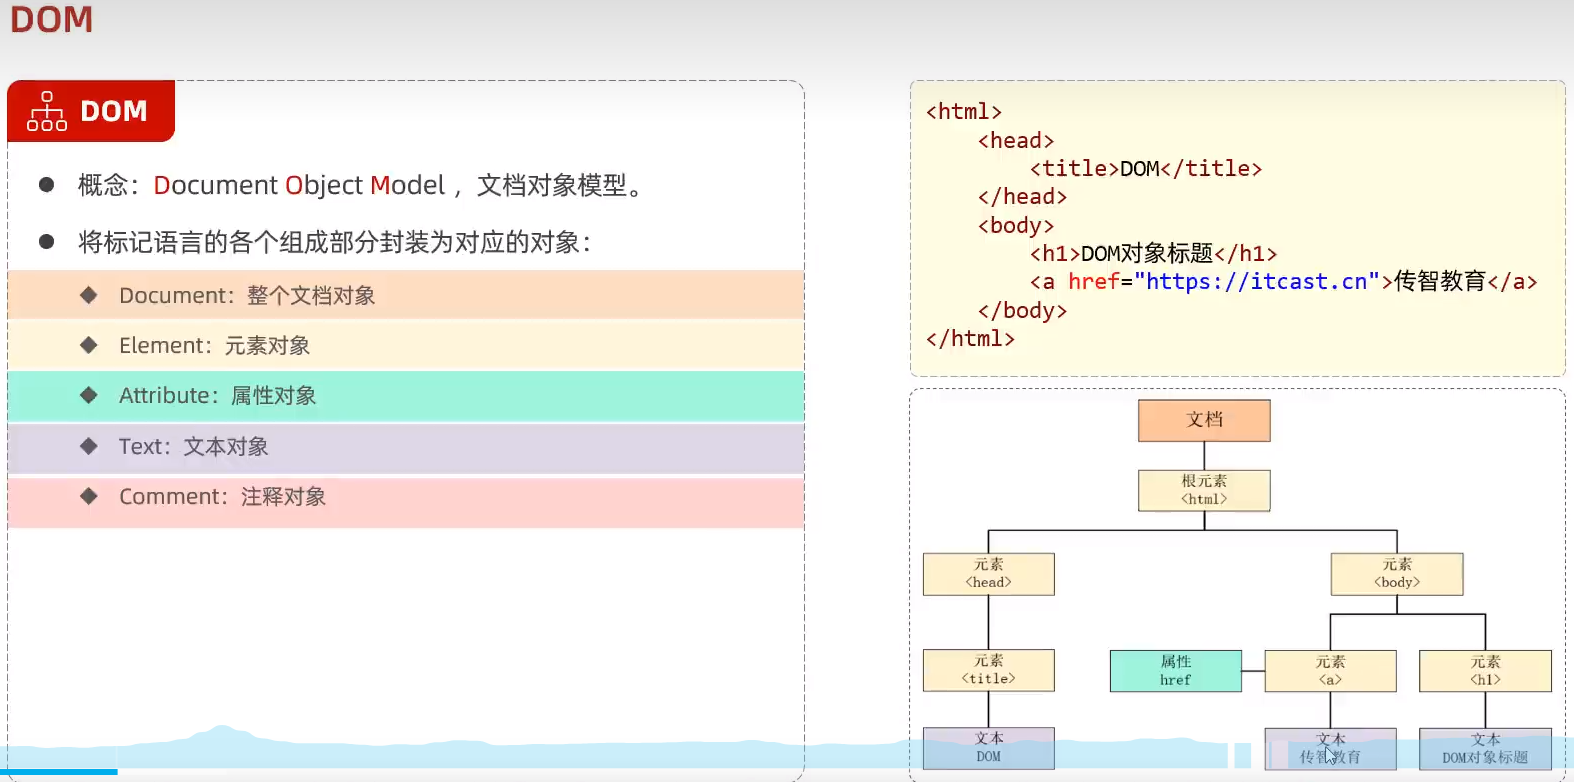 DOM
DOM
概念：Document Object Model ，文档对象模型。
将标记语言的各个组成部分封装为对应的对象：
Document：整个文档对象
Element：元素对象
Attribute：属性对象
Text：文本对象
Comment：注释对象
<html>
<head>
<title>DOM</title>
</head>
<body>
<h1>DOM对象标题</h1>
<a href="https://itcast.cn">传智教育</a>
</body>
</html>
文档
根元素
<html>
元素
<head>
元素
<body>
元素
<title>
属性
href
元素
<a>
元素
<h1>
文本
DOM
文本
传智教育
文本
DOM对象标题